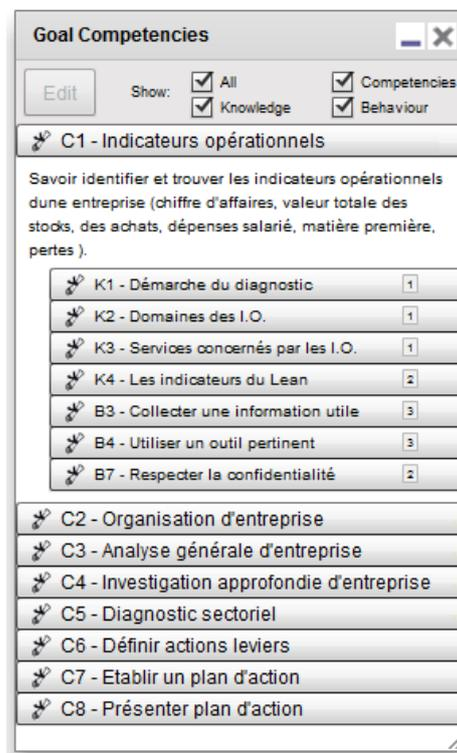 Goal Competencies
Edit Show: All Competencies
Knowledge Behaviour
C1 - Indicateurs opérationnels
Savoir identifier et trouver les indicateurs opérationnels
dune entreprise (chiffre d'affaires, valeur totale des
stocks, des achats, dépenses salarié, matière première,
pertes ).
K1 - Démarche du diagnostic 1
K2 - Domaines des I.O. 1
K3 - Services concernés par les I.O. 1
K4 - Les indicateurs du Lean 2
B3 - Collecter une information utile 3
B4 - Utiliser un outil pertinent 3
B7 - Respecter la confidentialité 2
C2 - Organisation d'entreprise
C3 - Analyse générale d'entreprise
C4 - Investigation approfondie d'entreprise
C5 - Diagnostic sectoriel
C6 - Définir actions leviers
C7 - Etablir un plan d'action
C8 - Présenter plan d'action